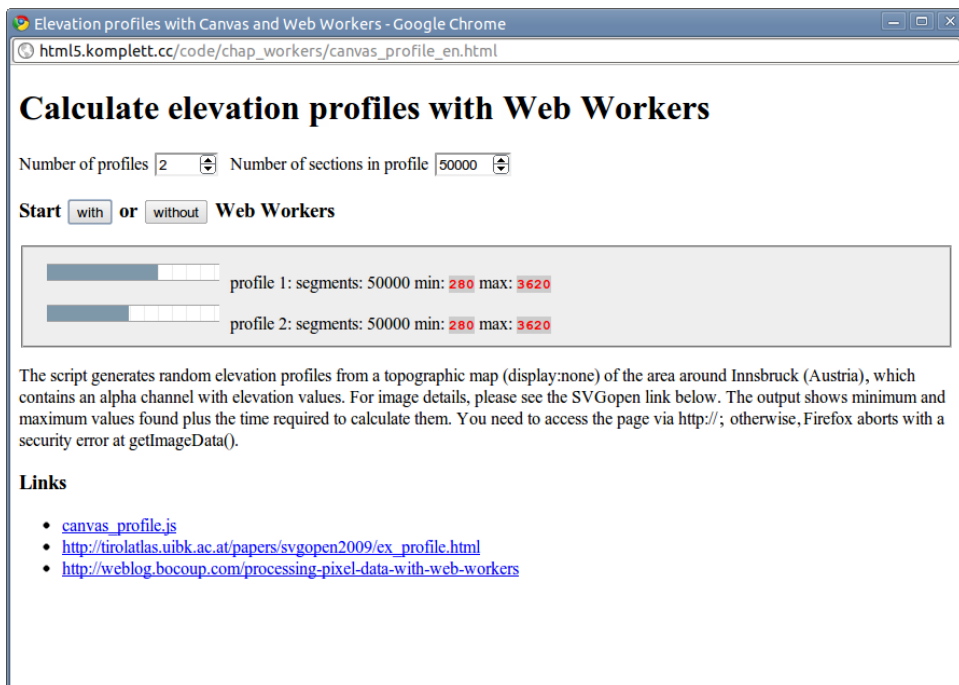 Elevation profiles with Canvas and Web Workers - Google Chrome
html5.komplett.cc/code/chap_workers/canvas_profile_en.html
Calculate elevation profiles with Web Workers
Number of profiles 2 Number of sections in profile 50000
Start with or without Web Workers
profile 1: segments: 50000 min: 280 max: 3620
profile 2: segments: 50000 min: 280 max: 3620
The script generates random elevation profiles from a topographic map (display:none) of the area around Innsbruck (Austria), which
contains an alpha channel with elevation values. For image details, please see the SVGopen link below. The output shows minimum and
maximum values found plus the time required to calculate them. You need to access the page via http://; otherwise, Firefox aborts with a
security error at getImageData().
Links
• canvas_profile.js
• http://tirolatlas.uibk.ac.at/papers/svgopen2009/ex_profile.html
• http://weblog.bocoup.com/processing-pixel-data-with-web-workers